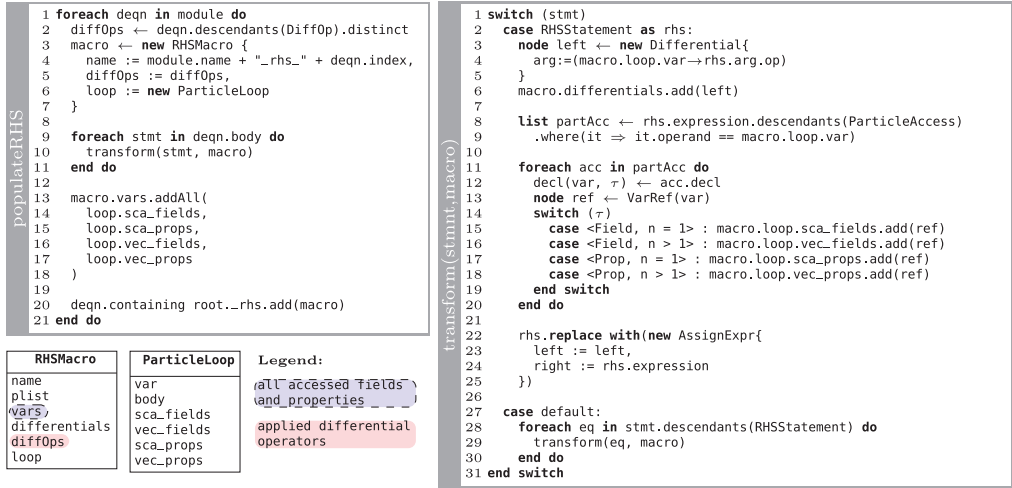 populateRHS
1 foreach deqn in module do
2 diffOps ← deqn.descendants(DiffOp).distinct
3 macro ← new RHSMacro {
4 name := module.name + "_rhs_" + deqn.index,
5 diffOps := diffOps,
6 loop := new ParticleLoop
7 }
8
9 foreach stmt in deqn.body do
10 transform(stmt, macro)
11 end do
12
13 macro.vars.addAll(
14 loop.sca_fields,
15 loop.sca_props,
16 loop.vec_fields,
17 loop.vec_props
18 )
19
20 deqn.containing root._rhs.add(macro)
21 end do
RHSMacro
name
plist
vars
differentials
diffOps
loop
ParticleLoop
var
body
sca_fields
vec_fields
sca_props
vec_props
Legend:
all accessed fields
and properties
applied differential
operators
transform(stmnt,macro)
1 switch (stmt)
2 case RHSStatement as rhs:
3 node left ← new Differential{
4 arg:=(macro.loop.var→rhs.arg.op)
5 }
6 macro.differentials.add(left)
7
8 list partAcc ← rhs.expression.descendants(ParticleAccess)
9 .where(it ⇒ it.operand == macro.loop.var)
10
11 foreach acc in partAcc do
12 decl(var, τ) ← acc.decl
13 node ref ← VarRef(var)
14 switch (τ)
15 case <Field, n = 1> : macro.loop.sca_fields.add(ref)
16 case <Field, n > 1> : macro.loop.vec_fields.add(ref)
17 case <Prop, n = 1> : macro.loop.sca_props.add(ref)
18 case <Prop, n > 1> : macro.loop.vec_props.add(ref)
19 end switch
20 end do
21
22 rhs.replace with(new AssignExpr{
23 left := left,
24 right := rhs.expression
25 })
26
27 case default:
28 foreach eq in stmt.descendants(RHSStatement) do
29 transform(eq, macro)
30 end do
31 end switch